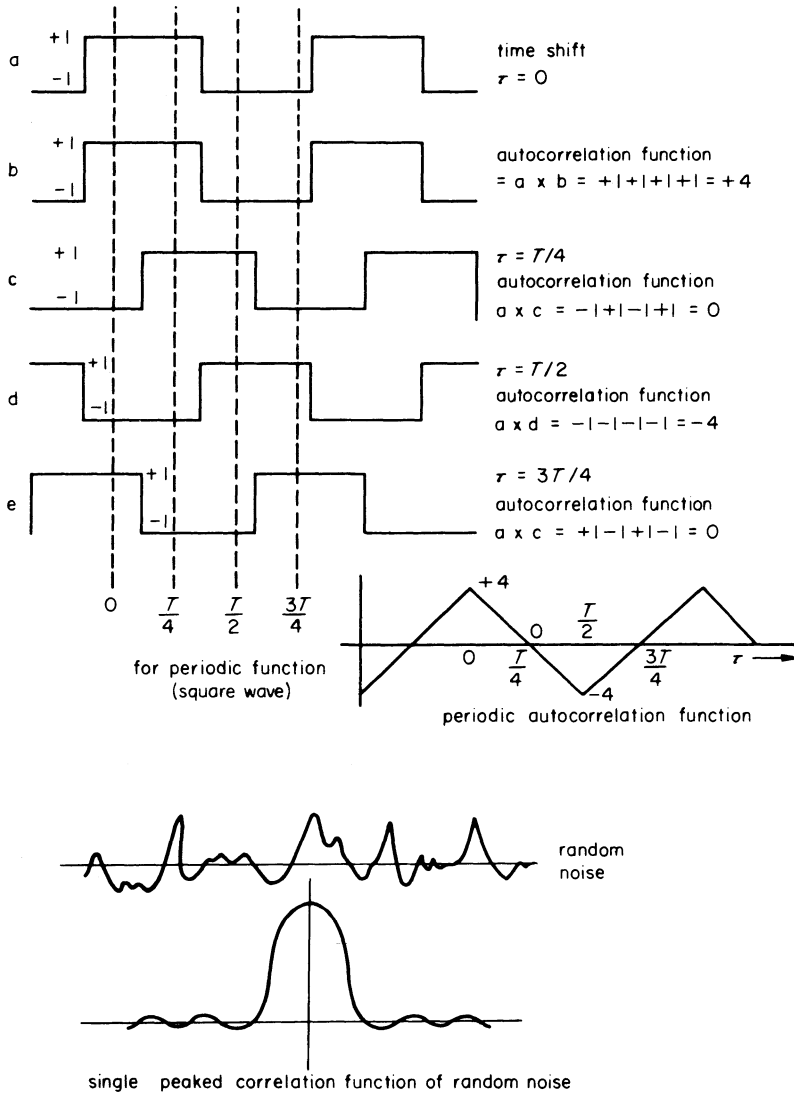 a
+1
−1
time shift
τ = 0
b
+1
−1
autocorrelation function
= a x b = +1+1+1+1 = +4
c
+1
−1
τ = T/4
autocorrelation function
a x c = −1+1−1+1 = 0
d
+1
−1
τ = T/2
autocorrelation function
a x d = −1−1−1−1 = −4
e
+1
−1
τ = 3T/4
autocorrelation function
a x c = +1−1+1−1 = 0
0
T/4
T/2
3T/4
for periodic function
(square wave)
+4
0
T/2
0
T/4
3T/4
τ
−4
periodic autocorrelation function
random
noise
single peaked correlation function of random noise